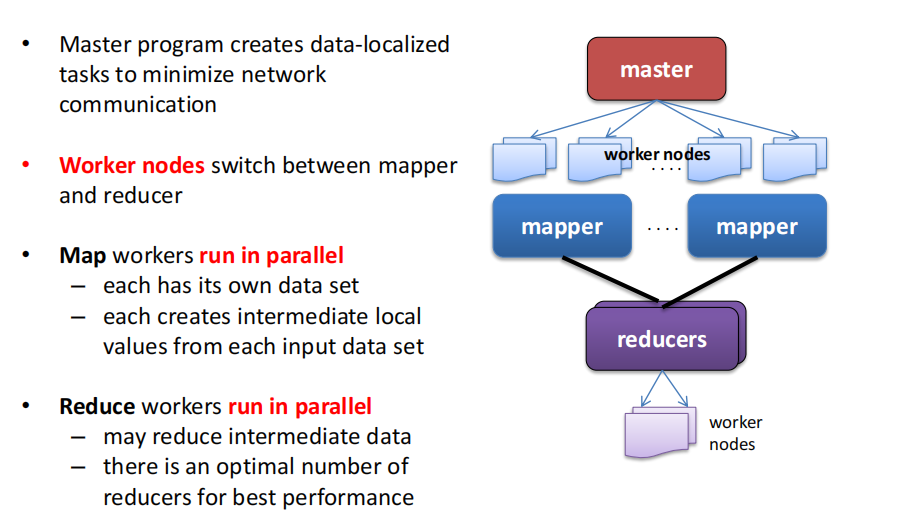 • Master program creates data-localized
tasks to minimize network
communication
• Worker nodes switch between mapper
and reducer
• Map workers run in parallel
– each has its own data set
– each creates intermediate local
values from each input data set
• Reduce workers run in parallel
– may reduce intermediate data
– there is an optimal number of
reducers for best performance
master
worker nodes
. . . .
mapper
. . . .
mapper
reducers
worker
nodes